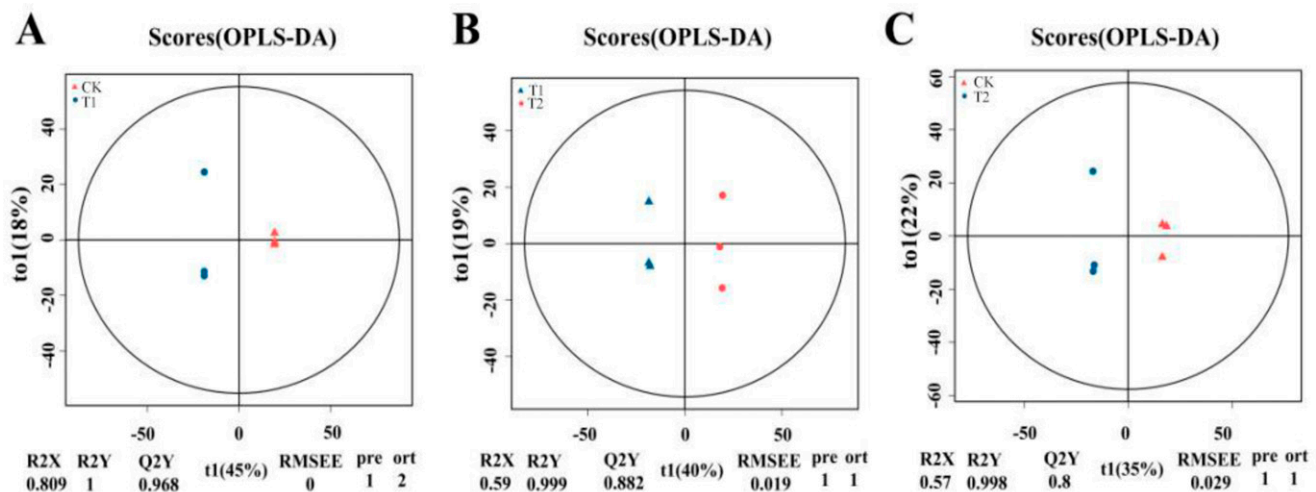 A
Scores(OPLS-DA)
CK
T1
to1(18%)
40
20
0
-20
-40
-50
0
50
t1(45%)
R2X R2Y Q2Y RMSEE pre ort
0.809 1 0.968 0 1 2
B
Scores(OPLS-DA)
T1
T2
to1(19%)
40
20
0
-20
-40
-50
0
50
t1(40%)
R2X R2Y Q2Y RMSEE pre ort
0.59 0.999 0.882 0.019 1 1
C
Scores(OPLS-DA)
CK
T2
to1(22%)
60
40
20
0
-20
-40
-60
-50
0
50
t1(35%)
R2X R2Y Q2Y RMSEE pre ort
0.57 0.998 0.8 0.029 1 1